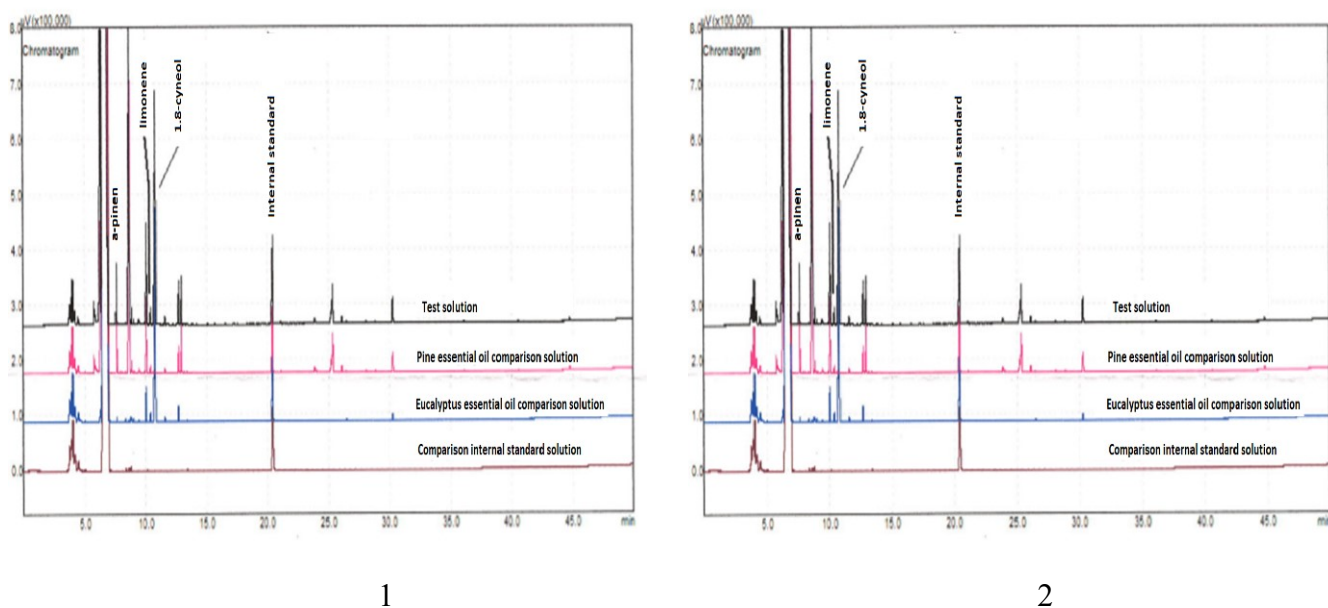 uV(x100,000)
8.0
Chromatogram
7.0
6.0
5.0
4.0
3.0
2.0
1.0
0.0
a-pinen
limonene
1.8-cyneol
Internal standard
Test solution
Pine essential oil comparison solution
Eucalyptus essential oil comparison solution
Comparison internal standard solution
5.0 10.0 15.0 20.0 25.0 30.0 35.0 40.0 45.0 min
1
uV(x100,000)
8.0
Chromatogram
7.0
6.0
5.0
4.0
3.0
2.0
1.0
0.0
a-pinen
limonene
1.8-cyneol
Internal standard
Test solution
Pine essential oil comparison solution
Eucalyptus essential oil comparison solution
Comparison internal standard solution
5.0 10.0 15.0 20.0 25.0 30.0 35.0 40.0 45.0 min
2